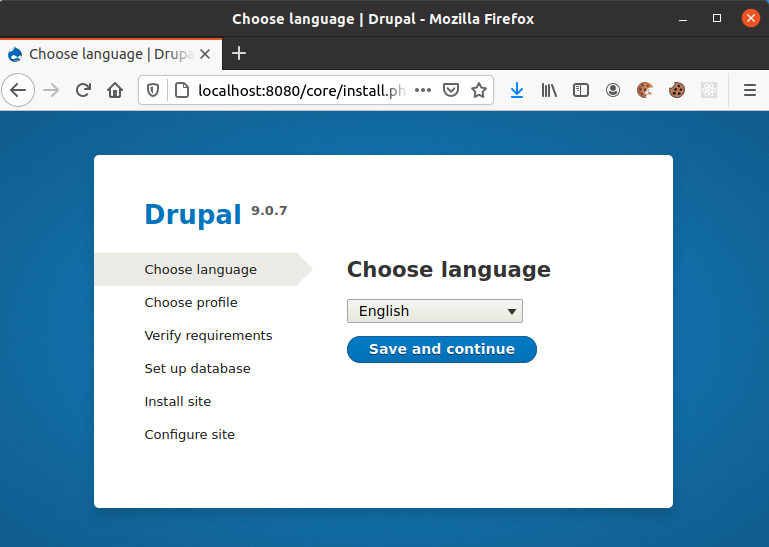 Choose language | Drupal - Mozilla Firefox
Choose language | Drupa
localhost:8080/core/install.ph
Drupal 9.0.7
Choose language
Choose profile
Verify requirements
Set up database
Install site
Configure site
Choose language
English
Save and continue